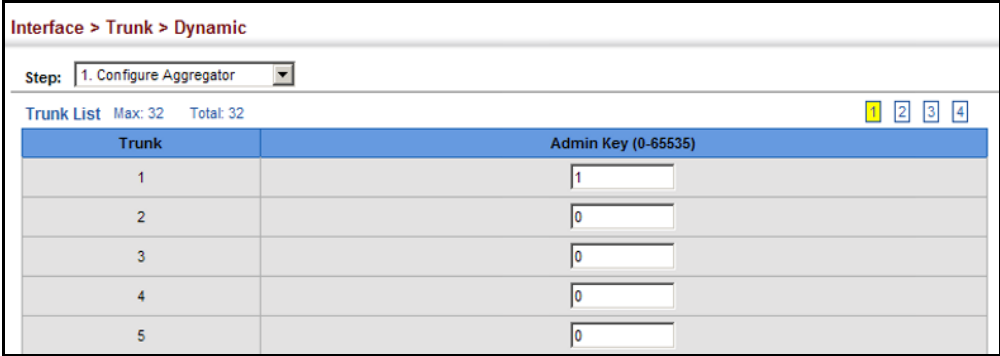 Interface > Trunk > Dynamic
Step: 1. Configure Aggregator
Trunk List Max: 32 Total: 32 1 2 3 4
Trunk Admin Key (0-65535)
1 1
2 0
3 0
4 0
5 0